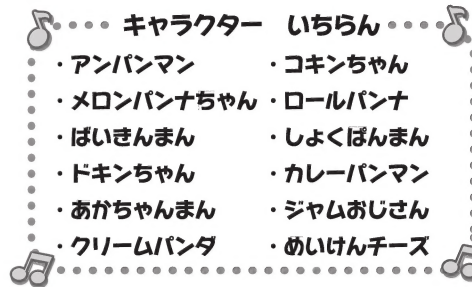 キャラクター　いちらん
・アンパンマン
・メロンパンナちゃん
・ばいきんまん
・ドキンちゃん
・あかちゃんまん
・クリームパンダ
・コキンちゃん
・ロールパンナ
・しょくぱんまん
・カレーパンマン
・ジャムおじさん
・めいけんチーズ